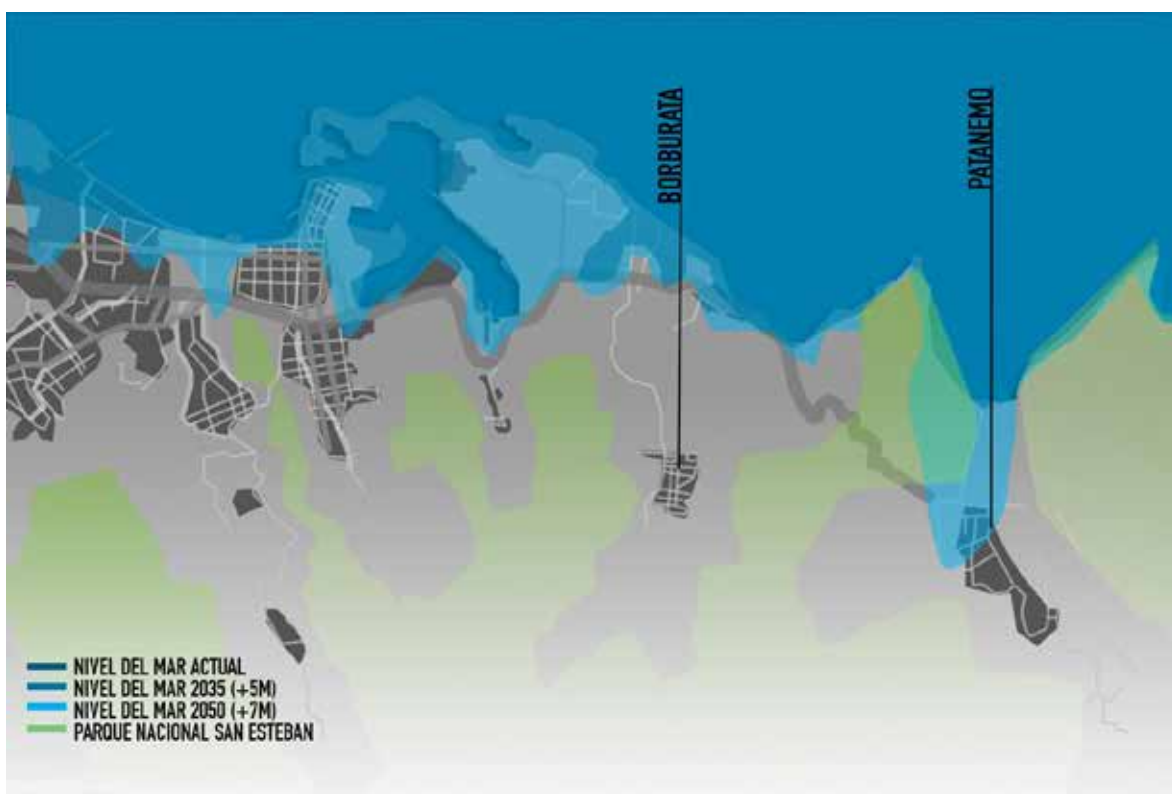 BORBURATA
PATANEMO
NIVEL DEL MAR ACTUAL
NIVEL DEL MAR 2035 (+5M)
NIVEL DEL MAR 2050 (+7M)
PARQUE NACIONAL SAN ESTEBAN